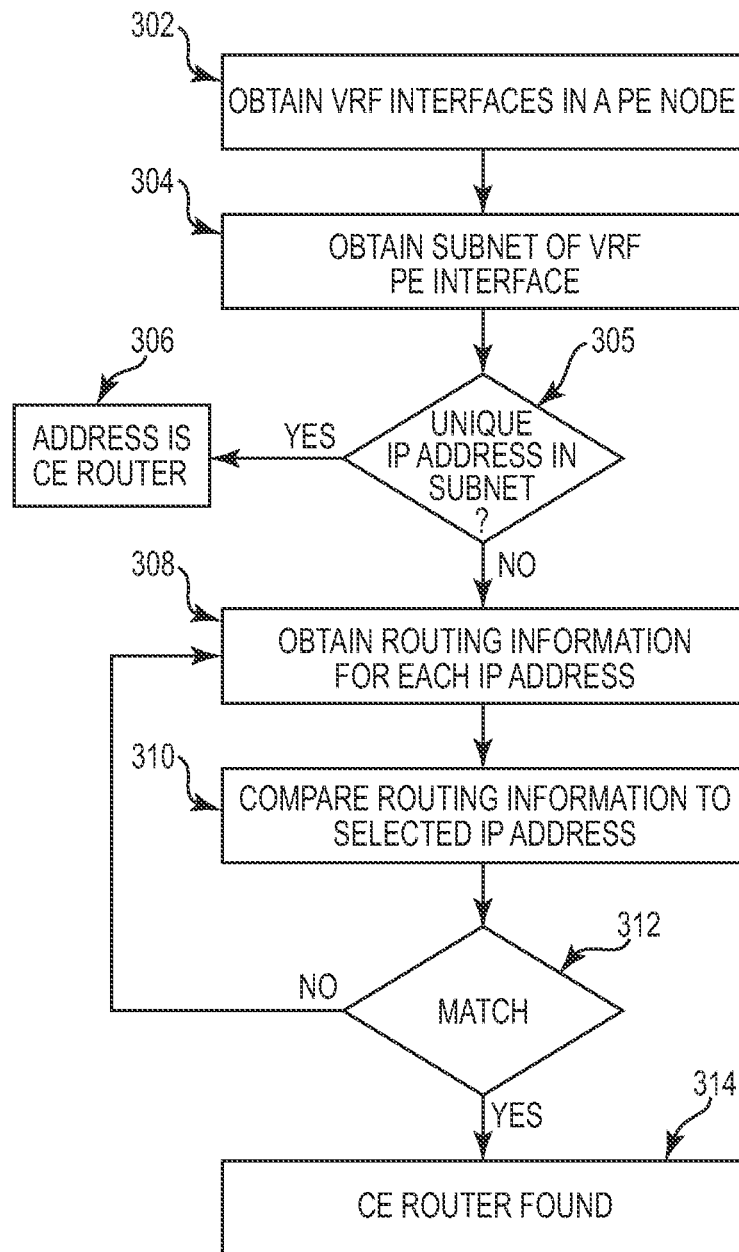 302
OBTAIN VRF INTERFACES IN A PE NODE
304
OBTAIN SUBNET OF VRF
PE INTERFACE
306
305
ADDRESS IS
CE ROUTER
YES
UNIQUE
IP ADDRESS IN
SUBNET
?
NO
308
OBTAIN ROUTING INFORMATION
FOR EACH IP ADDRESS
310
COMPARE ROUTING INFORMATION TO
SELECTED IP ADDRESS
312
NO
MATCH
YES
314
CE ROUTER FOUND